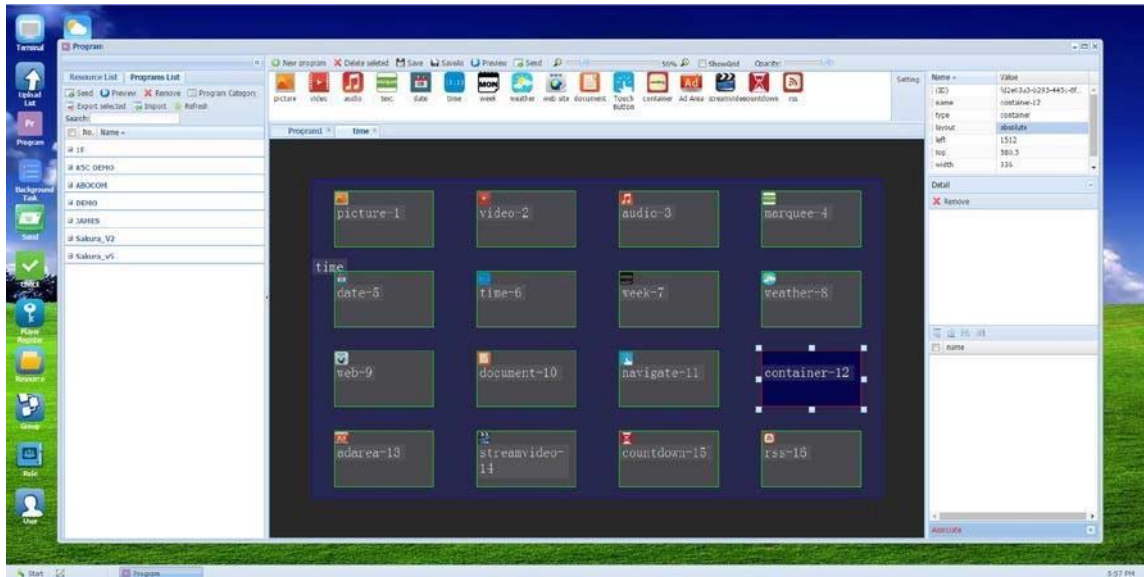 Terminal
Program
Upload
List
Program
Background
Task
Send
check
Player
Register
Resource
Group
Role
User
Resource List
Programs List
Send
Preview
Remove
Program Category
Export selected
Import
Refresh
Search:
No.
Name
1F
KSC DEMO
ABOCOM
DEMO
JAMES
Sakura_V2
Sakura_v5
New program
Delete seleted
Save
SaveAs
Preview
Send
50%
ShowGrid
Opacity:
picture
video
audio
text
date
time
week
weather
web site
document
Touch
button
container
Ad Area
streamvideo
countdown
rss
Setting
Program1
time
picture-1
video-2
audio-3
marquee-4
time
date-5
time-6
week-7
weather-8
web-9
document-10
navigate-11
container-12
adarea-13
streamvideo-
14
countdown-15
rss-16
Name
Value
name
container-12
type
container
layout
absolute
left
1512
top
580.5
width
336
Detail
Remove
name
Start
Program
5:57 PM